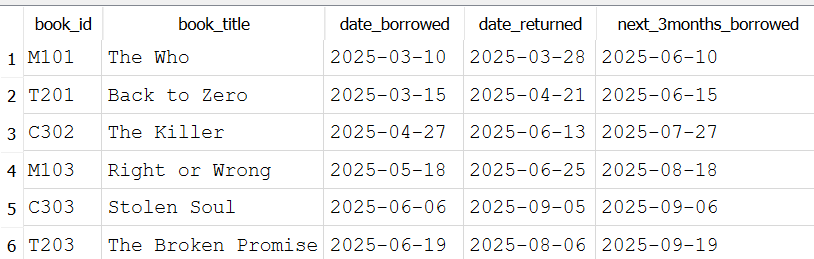 book_id book_title date_borrowed date_returned next_3months_borrowed
1 M101 The Who 2025-03-10 2025-03-28 2025-06-10
2 T201 Back to Zero 2025-03-15 2025-04-21 2025-06-15
3 C302 The Killer 2025-04-27 2025-06-13 2025-07-27
4 M103 Right or Wrong 2025-05-18 2025-06-25 2025-08-18
5 C303 Stolen Soul 2025-06-06 2025-09-05 2025-09-06
6 T203 The Broken Promise 2025-06-19 2025-08-06 2025-09-19